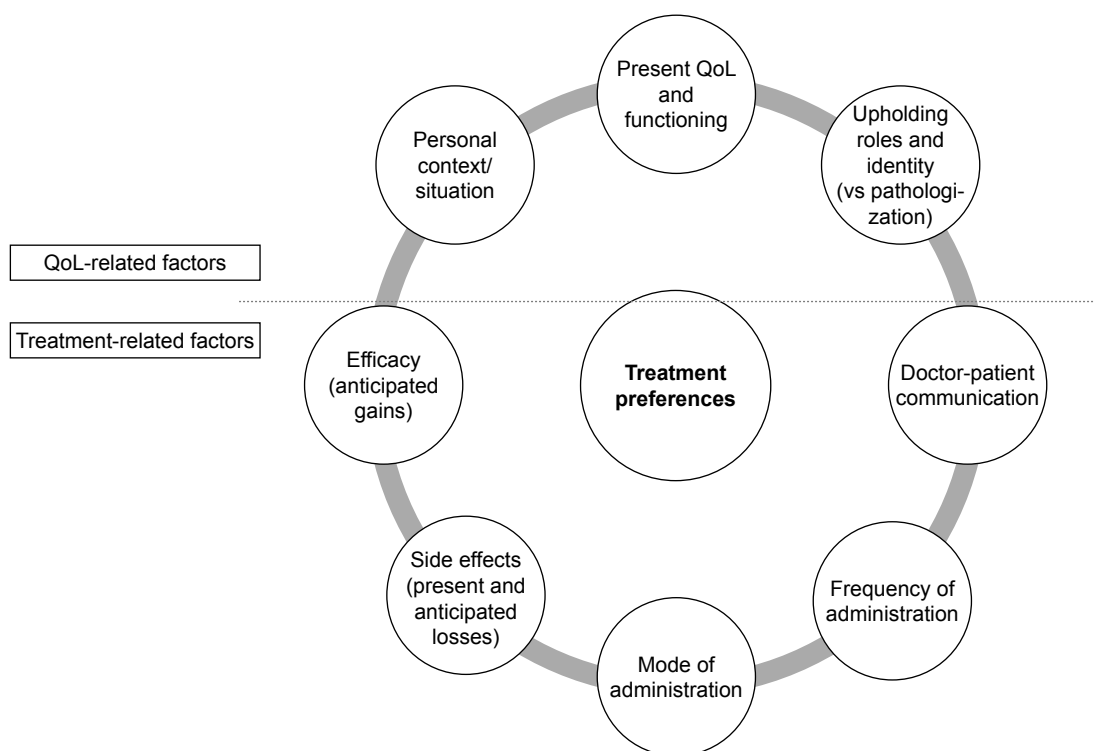 Present QoL
and
functioning
Upholding
roles and
identity
(vs pathologi-
zation)
Personal
context/
situation
QoL-related factors
Treatment-related factors
Efficacy
(anticipated
gains)
Treatment
preferences
Doctor-patient
communication
Side effects
(present and
anticipated
losses)
Frequency of
administration
Mode of
administration